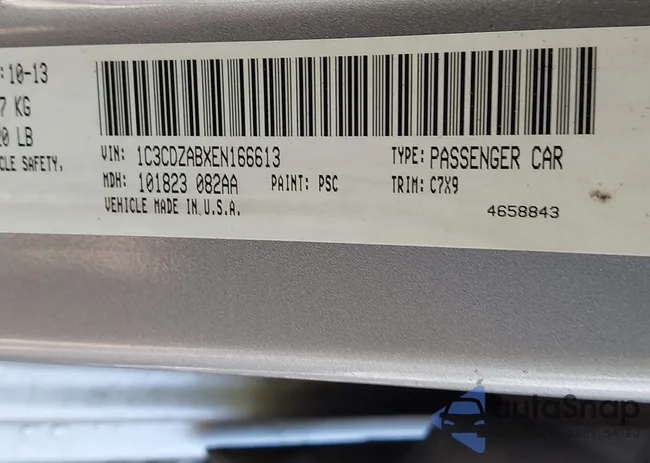 : 10-13
7 KG
20 LB
CLE SAFETY,
VIN: 1C3CDZABXEN166613
TYPE: PASSENGER CAR
MDH: 101823 082AA
PAINT: PSC
TRIM: C7X9
VEHICLE MADE IN U.S.A.
4658843
autoSnap